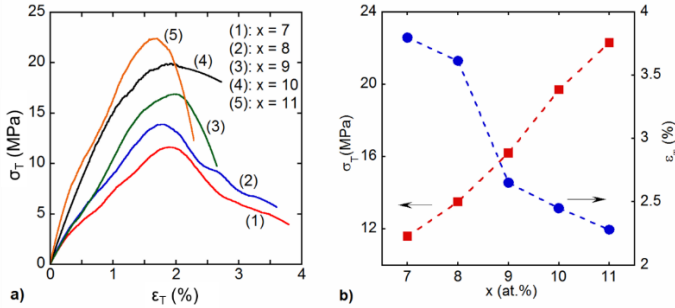 25
20
15
10
5
0
0
1
2
3
4
σT (MPa)
εT (%)
(1): x = 7
(2): x = 8
(3): x = 9
(4): x = 10
(5): x = 11
(5)
(4)
(3)
(2)
(1)
a)
24
20
16
12
σT (MPa)
4
3.5
3
2.5
2
εT (%)
7
8
9
10
11
x (at.%)
b)